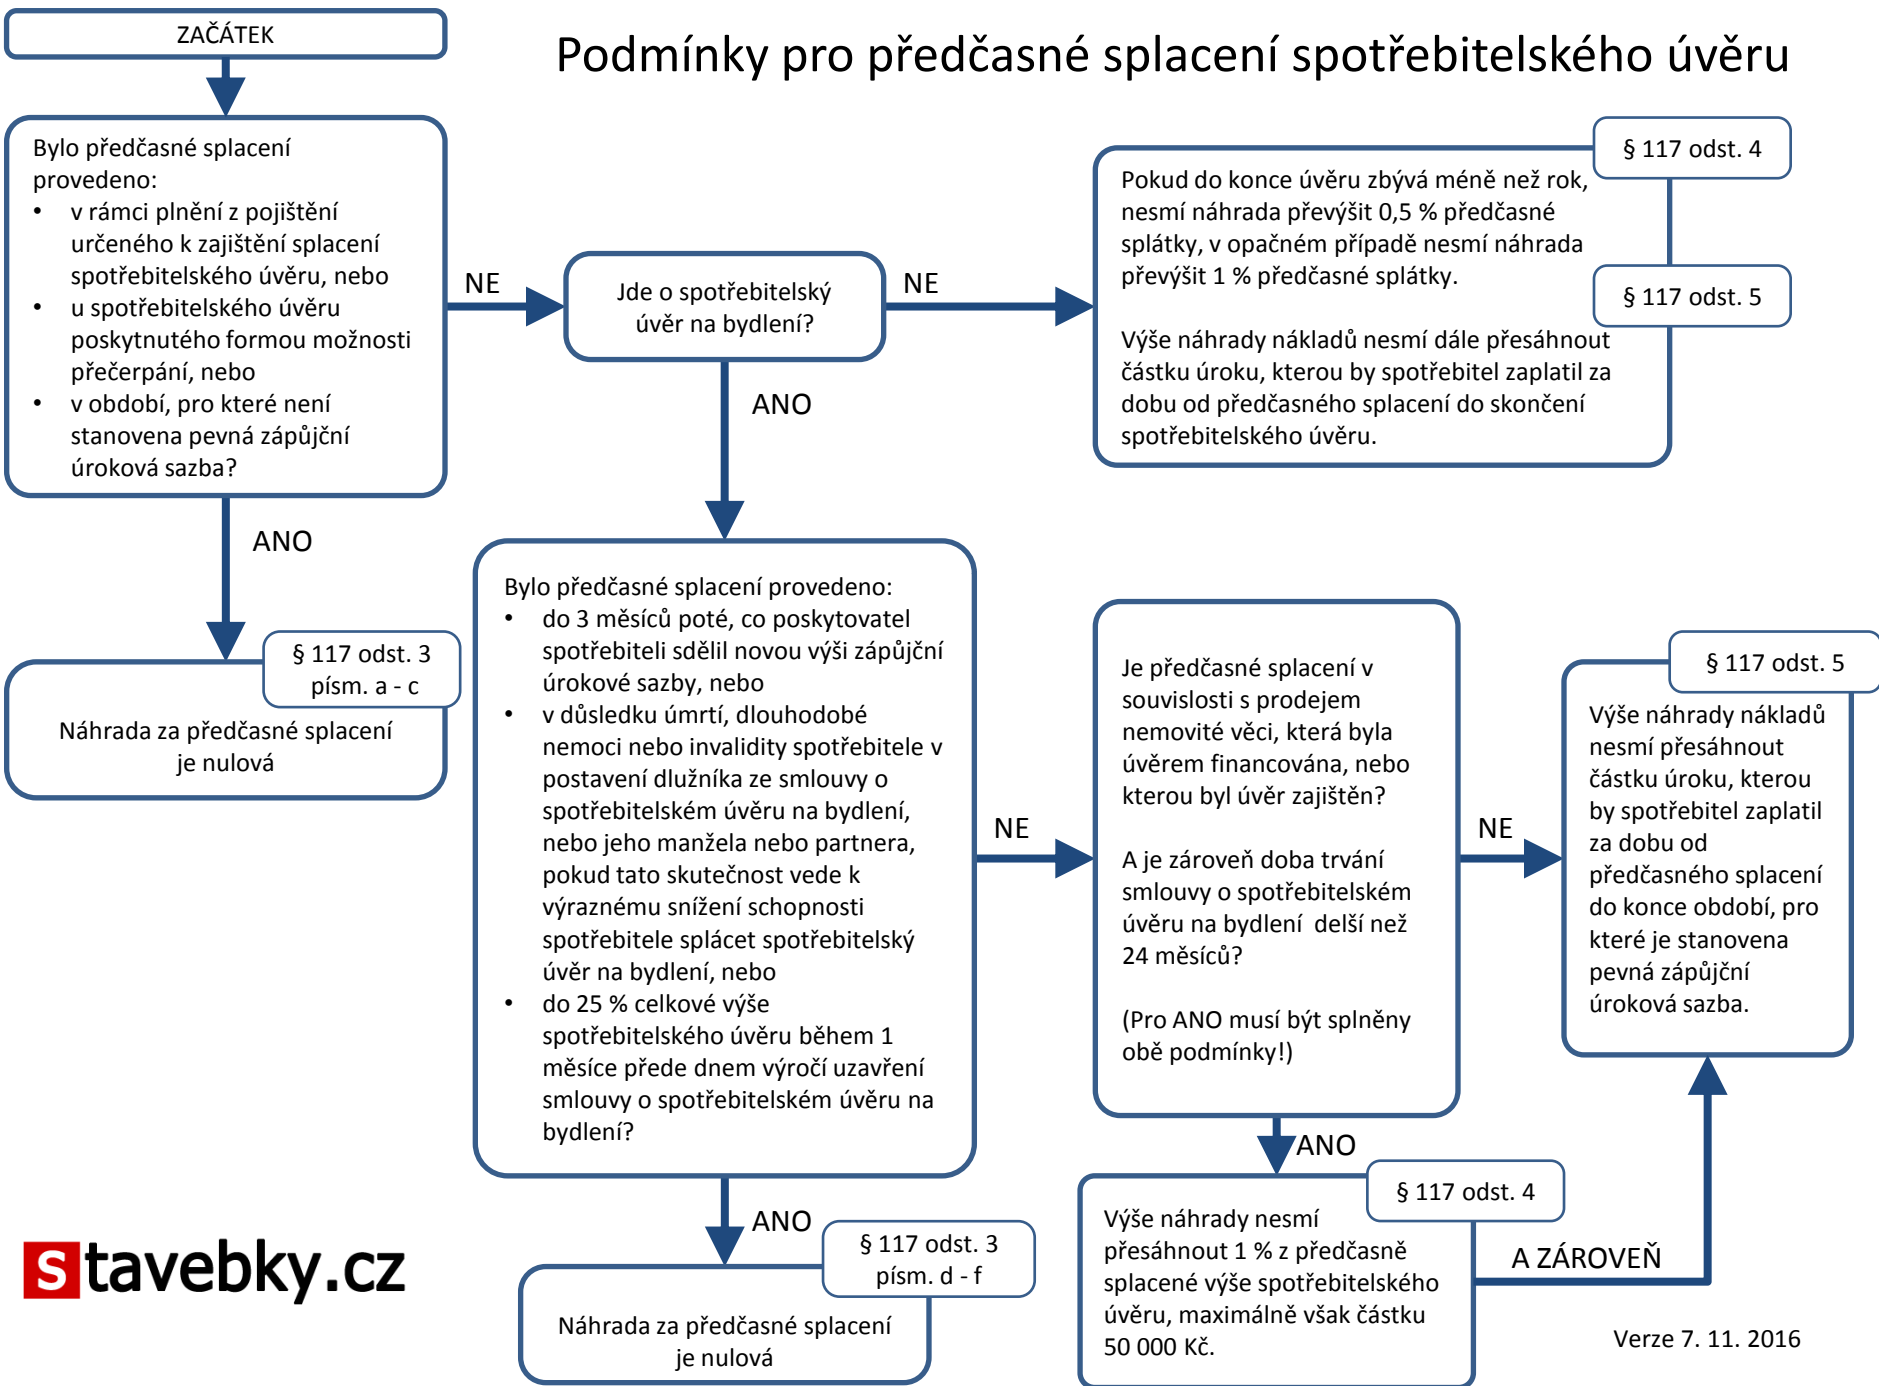 ZAČÁTEK
Podmínky pro předčasné splacení spotřebitelského úvěru
Bylo předčasné splacení
provedeno:
• v rámci plnění z pojištění
určeného k zajištění splacení
spotřebitelského úvěru, nebo
• u spotřebitelského úvěru
poskytnutého formou možnosti
přečerpání, nebo
• v období, pro které není
stanovena pevná zápůjční
úroková sazba?
NE
Jde o spotřebitelský
úvěr na bydlení?
NE
§ 117 odst. 4
Pokud do konce úvěru zbývá méně než rok,
nesmí náhrada převýšit 0,5 % předčasné
splátky, v opačném případě nesmí náhrada
převýšit 1 % předčasné splátky.
§ 117 odst. 5
Výše náhrady nákladů nesmí dále přesáhnout
částku úroku, kterou by spotřebitel zaplatil za
dobu od předčasného splacení do skončení
spotřebitelského úvěru.
ANO
ANO
§ 117 odst. 3
písm. a - c
Náhrada za předčasné splacení
je nulová
Bylo předčasné splacení provedeno:
• do 3 měsíců poté, co poskytovatel
spotřebiteli sdělil novou výši zápůjční
úrokové sazby, nebo
• v důsledku úmrtí, dlouhodobé
nemoci nebo invalidity spotřebitele v
postavení dlužníka ze smlouvy o
spotřebitelském úvěru na bydlení,
nebo jeho manžela nebo partnera,
pokud tato skutečnost vede k
výraznému snížení schopnosti
spotřebitele splácet spotřebitelský
úvěr na bydlení, nebo
• do 25 % celkové výše
spotřebitelského úvěru během 1
měsíce přede dnem výročí uzavření
smlouvy o spotřebitelském úvěru na
bydlení?
NE
Je předčasné splacení v
souvislosti s prodejem
nemovité věci, která byla
úvěrem financována, nebo
kterou byl úvěr zajištěn?
A je zároveň doba trvání
smlouvy o spotřebitelském
úvěru na bydlení delší než
24 měsíců?
(Pro ANO musí být splněny
obě podmínky!)
NE
§ 117 odst. 5
Výše náhrady nákladů
nesmí přesáhnout
částku úroku, kterou
by spotřebitel zaplatil
za dobu od
předčasného splacení
do konce období, pro
které je stanovena
pevná zápůjční
úroková sazba.
ANO
§ 117 odst. 3
písm. d - f
Náhrada za předčasné splacení
je nulová
ANO
§ 117 odst. 4
Výše náhrady nesmí
přesáhnout 1 % z předčasně
splacené výše spotřebitelského
úvěru, maximálně však částku
50 000 Kč.
A ZÁROVEŇ
stavebky.cz
Verze 7. 11. 2016